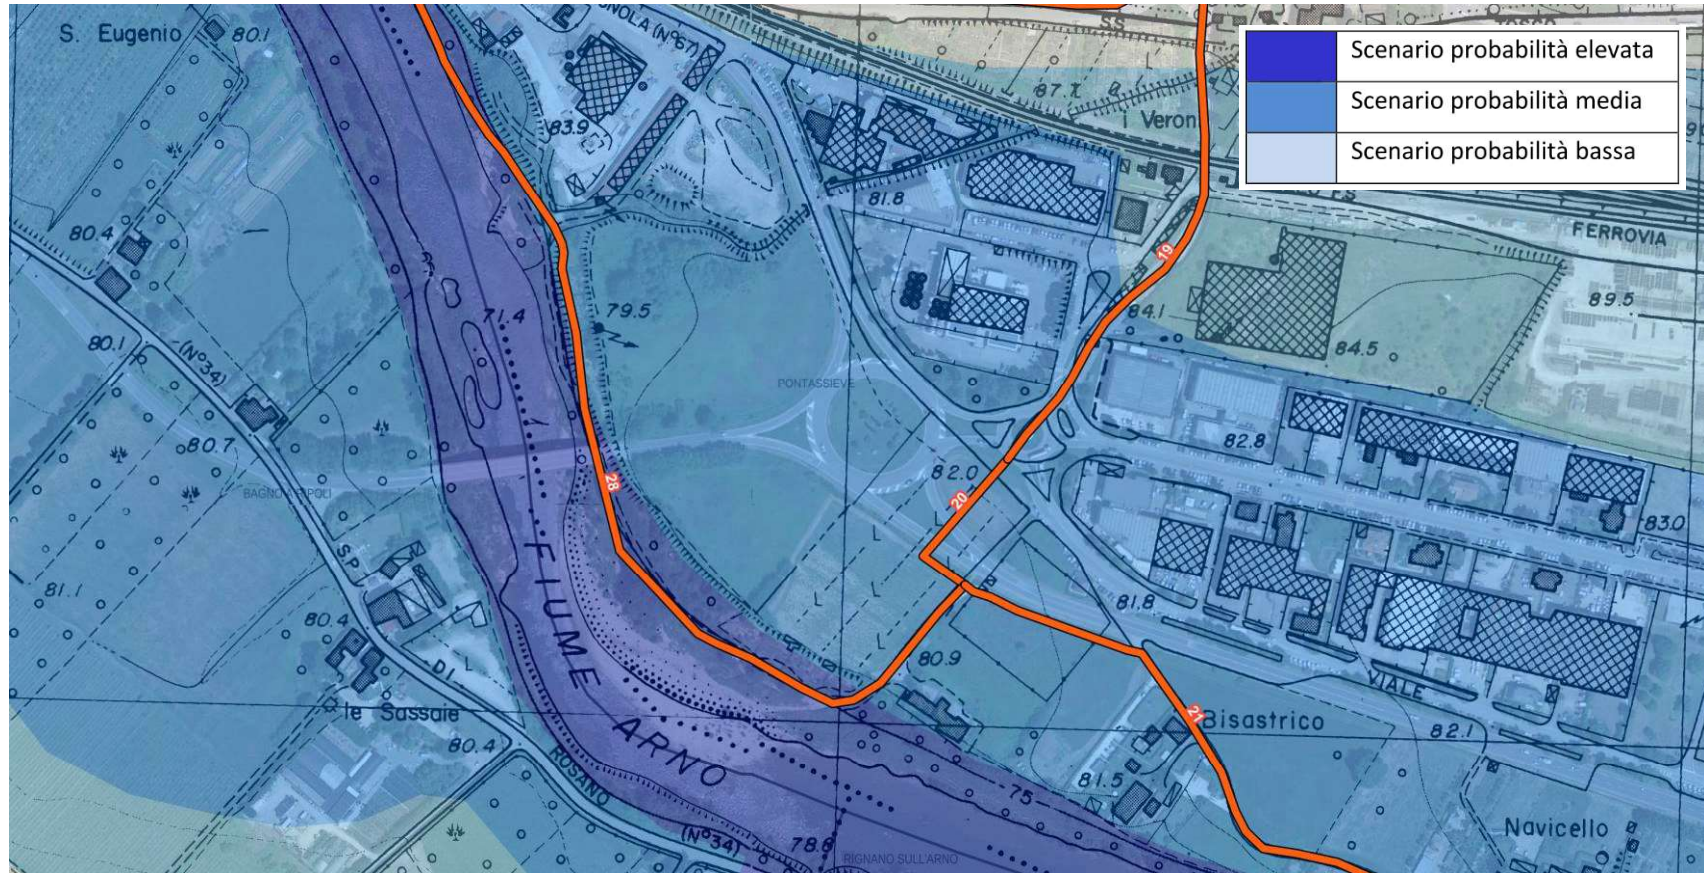 S. Eugenio
80.1
GNOLA (N°67)
S.S
TOSCO
Scenario probabilità elevata
Scenario probabilità media
Scenario probabilità bassa
87.7
i Veron
83.9
81.8
80.4
19
FERROVIA
89.5
84.1
84.5
79.5
71.4
80.1
(N°34)
PONTASSIEVE
80.7
82.8
82.0
BAGNO A RIPOLI
28
20
83.0
S P
FIUME
81.1
80.4
81.8
DI
80.9
VIALE
le Sassaie
21
Bisastrico
80.4
ARNO
82.1
ROSANO
81.5
75
Navicello
(N°34)
78.8
RIGNANO SULL'ARNO